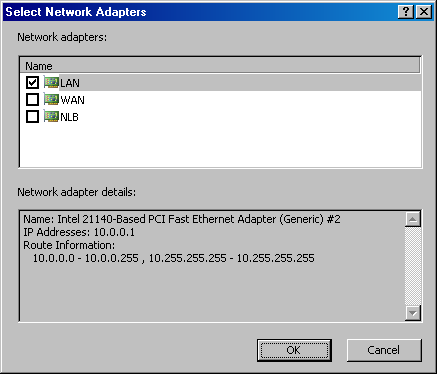 Select Network Adapters
Network adapters:
Name
LAN
WAN
NLB
Network adapter details:
Name: Intel 21140-Based PCI Fast Ethernet Adapter (Generic) #2
IP Addresses: 10.0.0.1
Route Information:
10.0.0.0 - 10.0.0.255 , 10.255.255.255 - 10.255.255.255
OK
Cancel